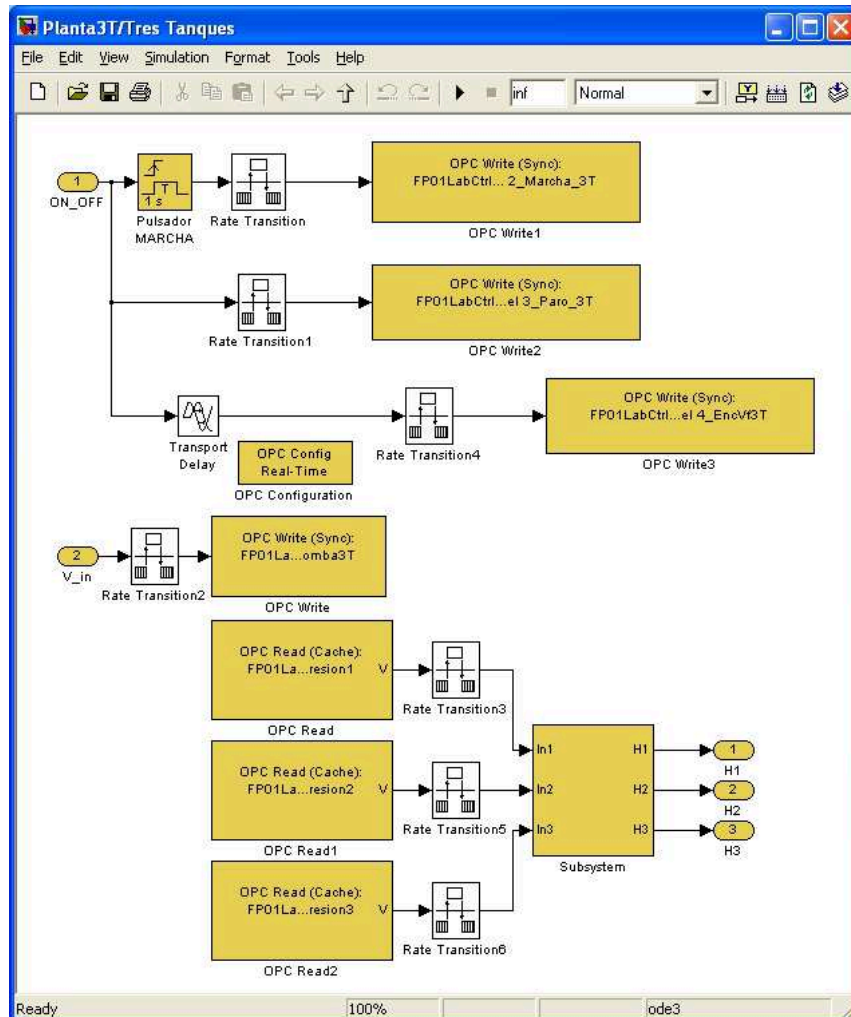 Planta3T/Tres Tanques
File Edit View Simulation Format Tools Help
inf Normal
1
ON_OFF
1 s
T
Pulsador
MARCHA
Rate Transition
OPC Write (Sync):
FP01LabCtrl... 2_Marcha_3T
OPC Write1
Rate Transition1
OPC Write (Sync):
FP01LabCtrl...el 3_Paro_3T
OPC Write2
Transport
Delay
OPC Config
Real-Time
OPC Configuration
Rate Transition4
OPC Write (Sync):
FP01LabCtrl...el 4_EncVf3T
OPC Write3
2
V_in
Rate Transition2
OPC Write (Sync):
FP01La...omba3T
OPC Write
OPC Read (Cache):
FP01La...resion1
V
OPC Read
Rate Transition3
OPC Read (Cache):
FP01La...resion2
V
OPC Read1
Rate Transition5
OPC Read (Cache):
FP01La...resion3
V
OPC Read2
Rate Transition6
In1 H1
In2 H2
In3 H3
Subsystem
1
H1
2
H2
3
H3
Ready 100% ode3